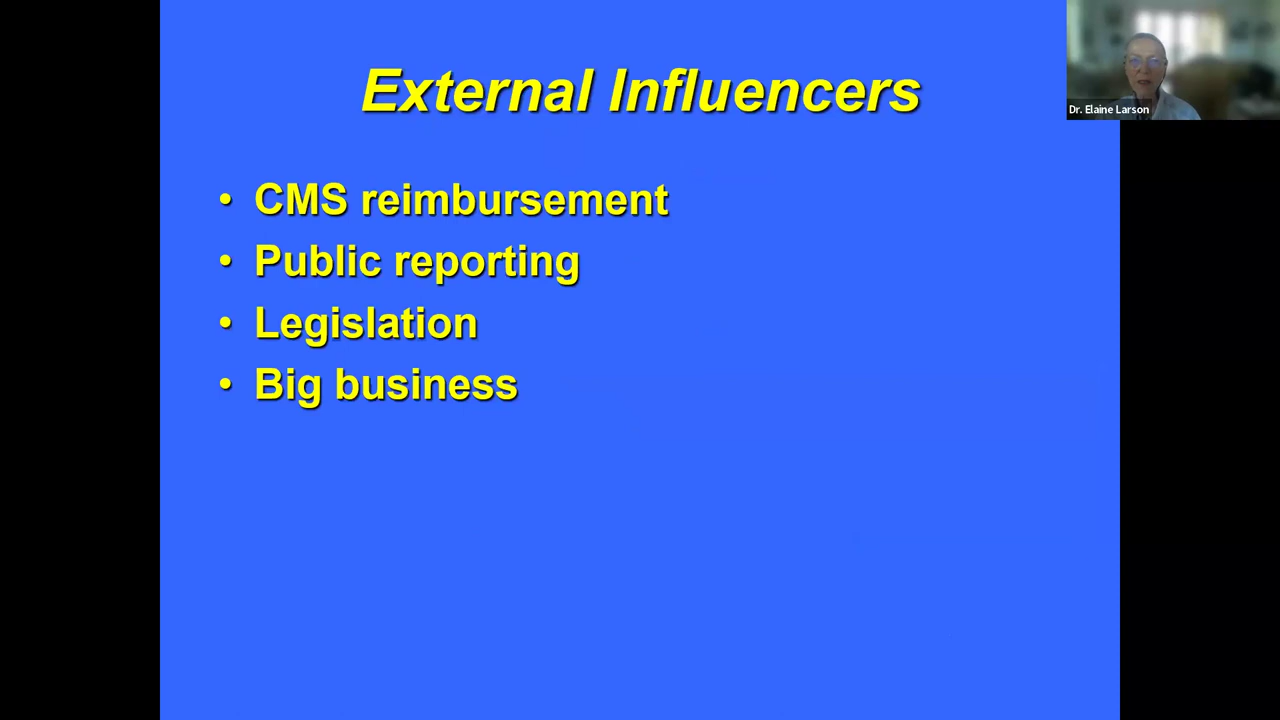 External Influencers
• CMS reimbursement
• Public reporting
• Legislation
• Big business
Dr. Elaine Larson